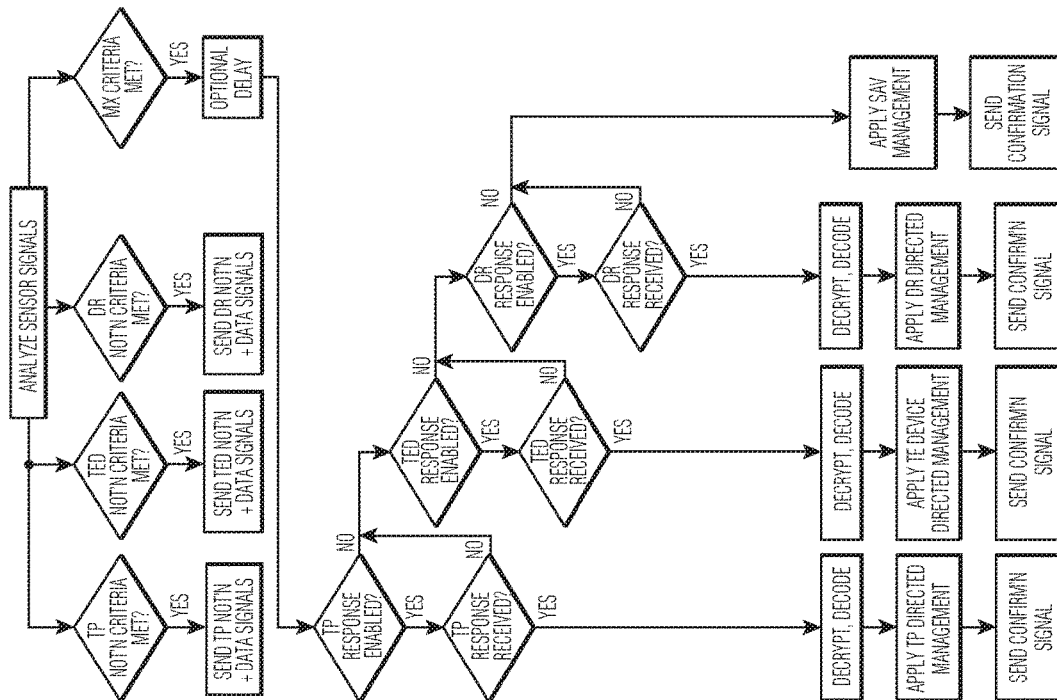 ANALYZE SENSOR SIGNALS
TP
NOT'N CRITERIA
MET?
YES
SEND TP NOT'N
+ DATA SIGNALS
TED
NOT'N CRITERIA
MET?
YES
SEND TED NOT'N
+ DATA SIGNALS
DR
NOT'N CRITERIA
MET?
YES
SEND DR NOT'N
+ DATA SIGNALS
MX CRITERIA
MET?
YES
OPTIONAL
DELAY
TP
RESPONSE
ENABLED?
NO
YES
TP
RESPONSE
RECEIVED?
NO
YES
DECRYPT, DECODE
APPLY TP DIRECTED
MANAGEMENT
SEND CONFIRM'N
SIGNAL
TED
RESPONSE
ENABLED?
NO
YES
TED
RESPONSE
RECEIVED?
NO
YES
DECRYPT, DECODE
APPLY TE DEVICE
DIRECTED MANAGEMENT
SEND CONFIRM'N
SIGNAL
DR
RESPONSE
ENABLED?
NO
YES
DR
RESPONSE
RECEIVED?
NO
YES
DECRYPT, DECODE
APPLY DR DIRECTED
MANAGEMENT
SEND CONFIRM'N
SIGNAL
APPLY SAV
MANAGEMENT
SEND
CONFIRMATION
SIGNAL